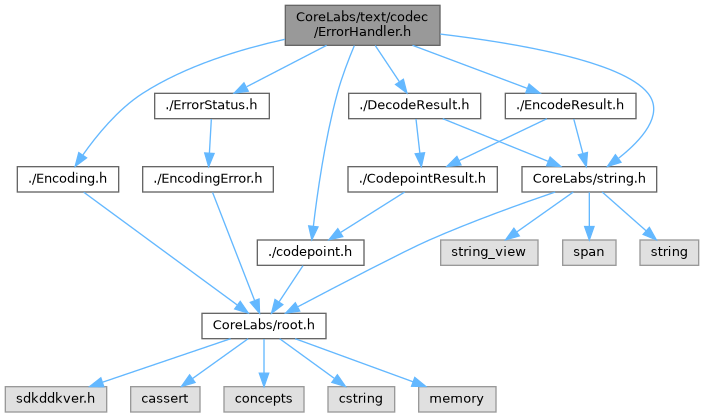 CoreLabs/text/codec
/ErrorHandler.h
./ErrorStatus.h
./DecodeResult.h
./EncodeResult.h
./Encoding.h
./EncodingError.h
./CodepointResult.h
CoreLabs/string.h
./codepoint.h
string_view
span
string
CoreLabs/root.h
sdkddkver.h
cassert
concepts
cstring
memory